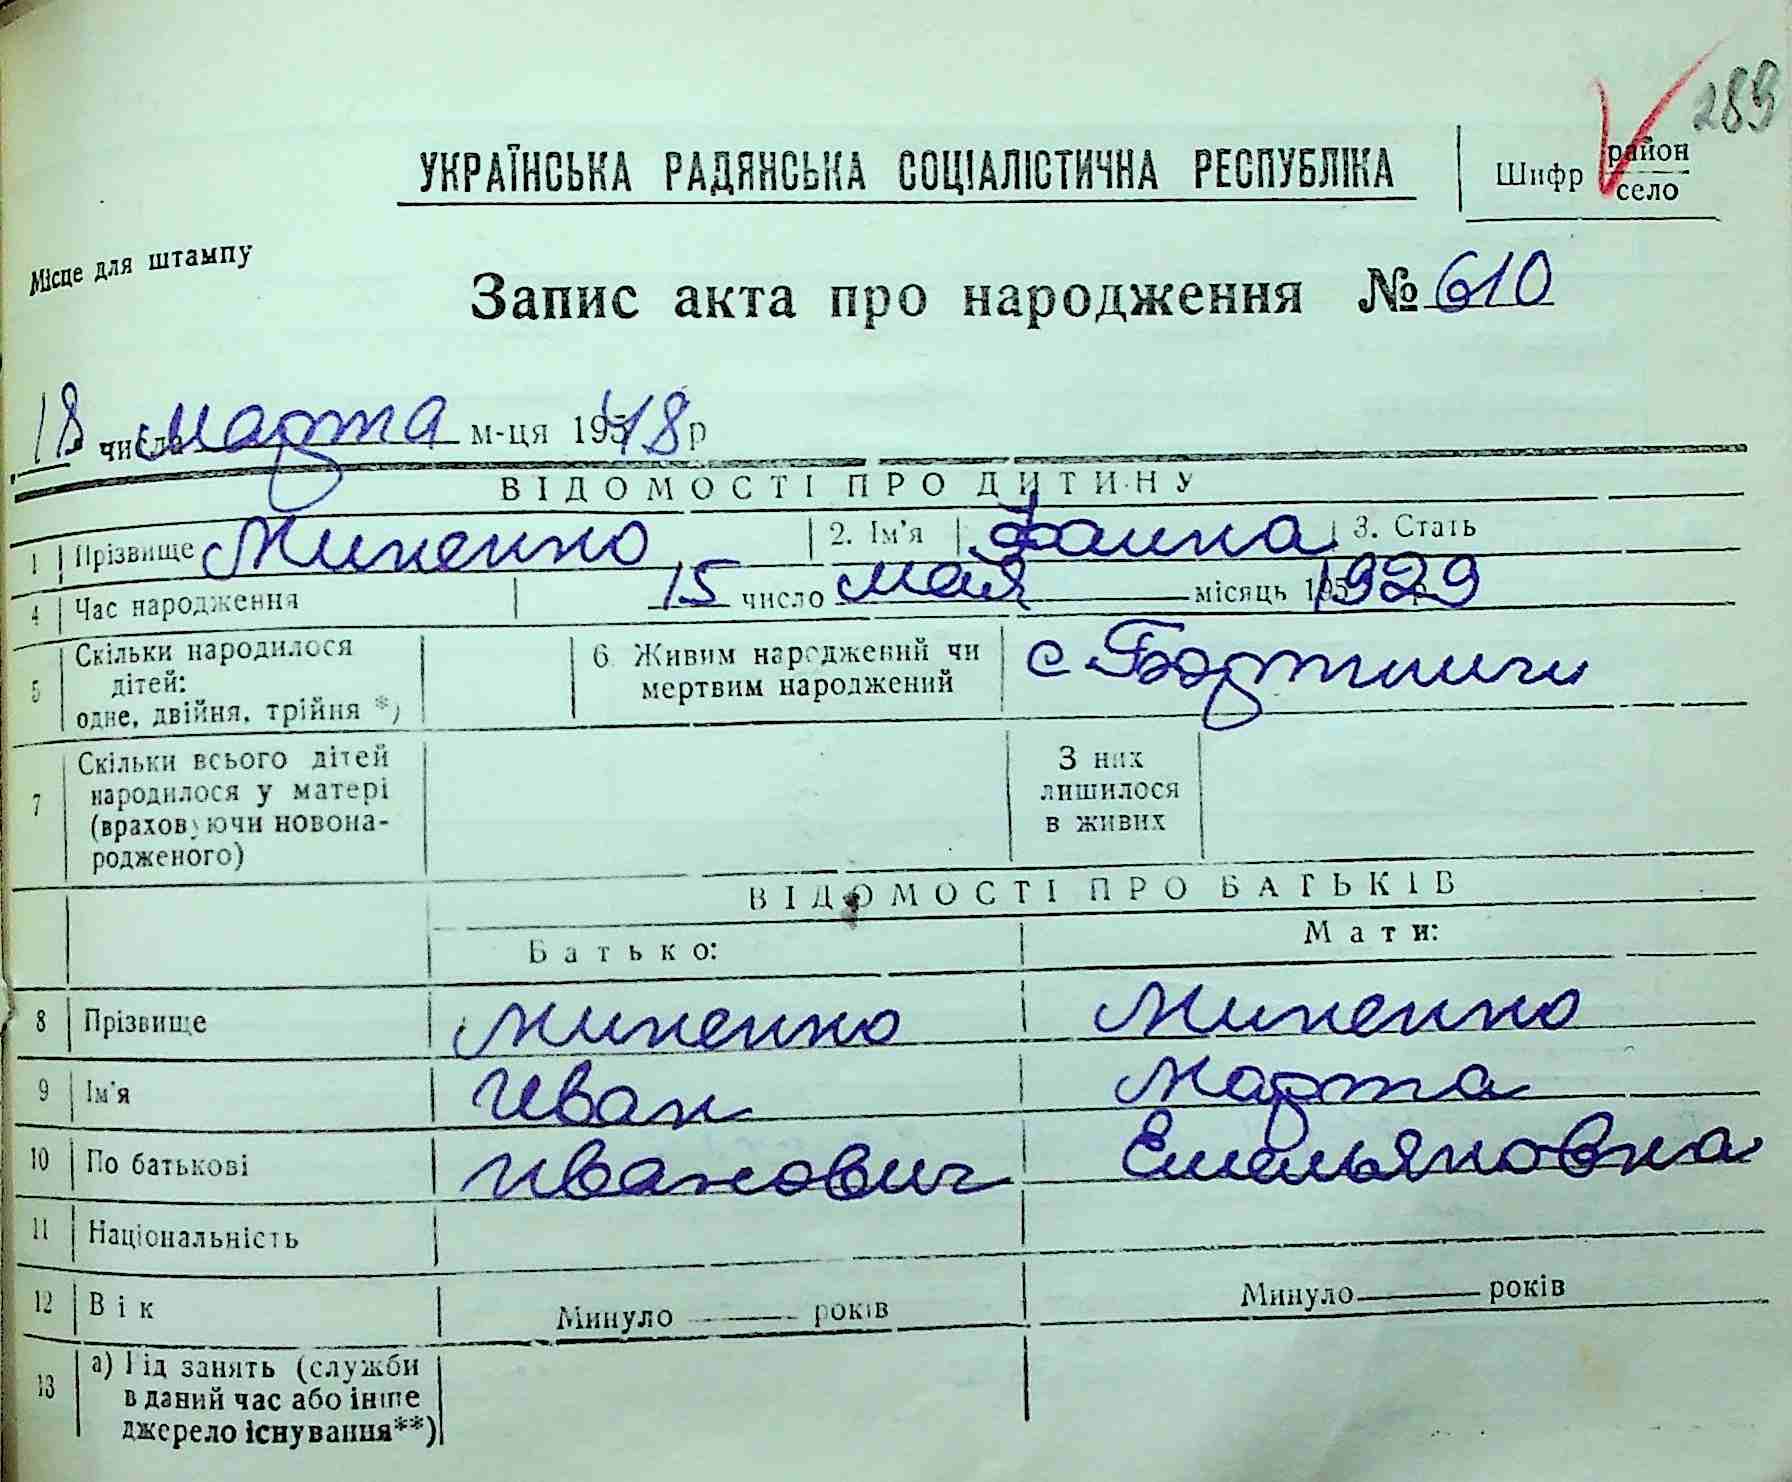 289
УКРАЇНСЬКА РАДЯНСЬКА СОЦІАЛІСТИЧНА РЕСПУБЛІКА
Шифр район
село
Місце для штампу
Запис акта про народження № 610
18 число марта м-ця 1948 р
ВІДОМОСТІ ПРО ДИТИНУ
1 Прізвище Миненко 2. Ім'я Фаина 3. Стать
4 Час народження 15 число мая місяць 1929
5 Скільки народилося дітей: одне, двійня, трійня *) 6. Живим народжений чи мертвим народжений с Бортничи
7 Скільки всього дітей народилося у матері (враховуючи новонародженого) З них лишилося в живих
ВІДОМОСТІ ПРО БАТЬКІВ
Батько: Мати:
8 Прізвище Миненко Миненко
9 Ім'я Иван Марта
10 По батькові Иванович Емельяновна
11 Національність
12 Вік Минуло років Минуло років
13 а) Рід занять (служби в даний час або інше джерело існування**)